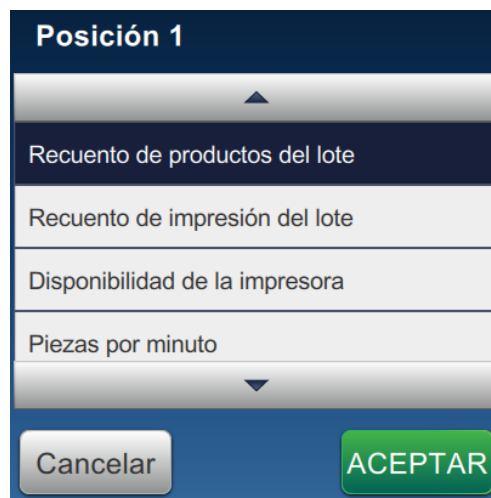 Posición 1
Recuento de productos del lote
Recuento de impresión del lote
Disponibilidad de la impresora
Piezas por minuto
Cancelar
ACEPTAR